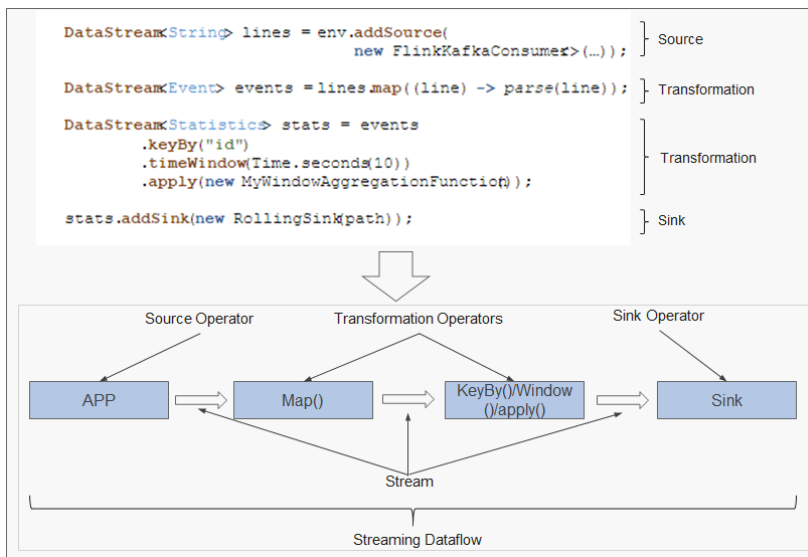 DataStream<String> lines = env.addSource(
new FlinkKafkaConsumer<>(…));
Source
DataStream<Event> events = lines.map((line) -> parse(line));
Transformation
DataStream<Statistics> stats = events
.keyBy("id")
.timeWindow(Time.seconds(10))
.apply(new MyWindowAggregationFunction());
Transformation
stats.addSink(new RollingSink(path));
Sink
Source Operator
Transformation Operators
Sink Operator
APP
Map()
KeyBy()/Window
()/apply()
Sink
Stream
Streaming Dataflow